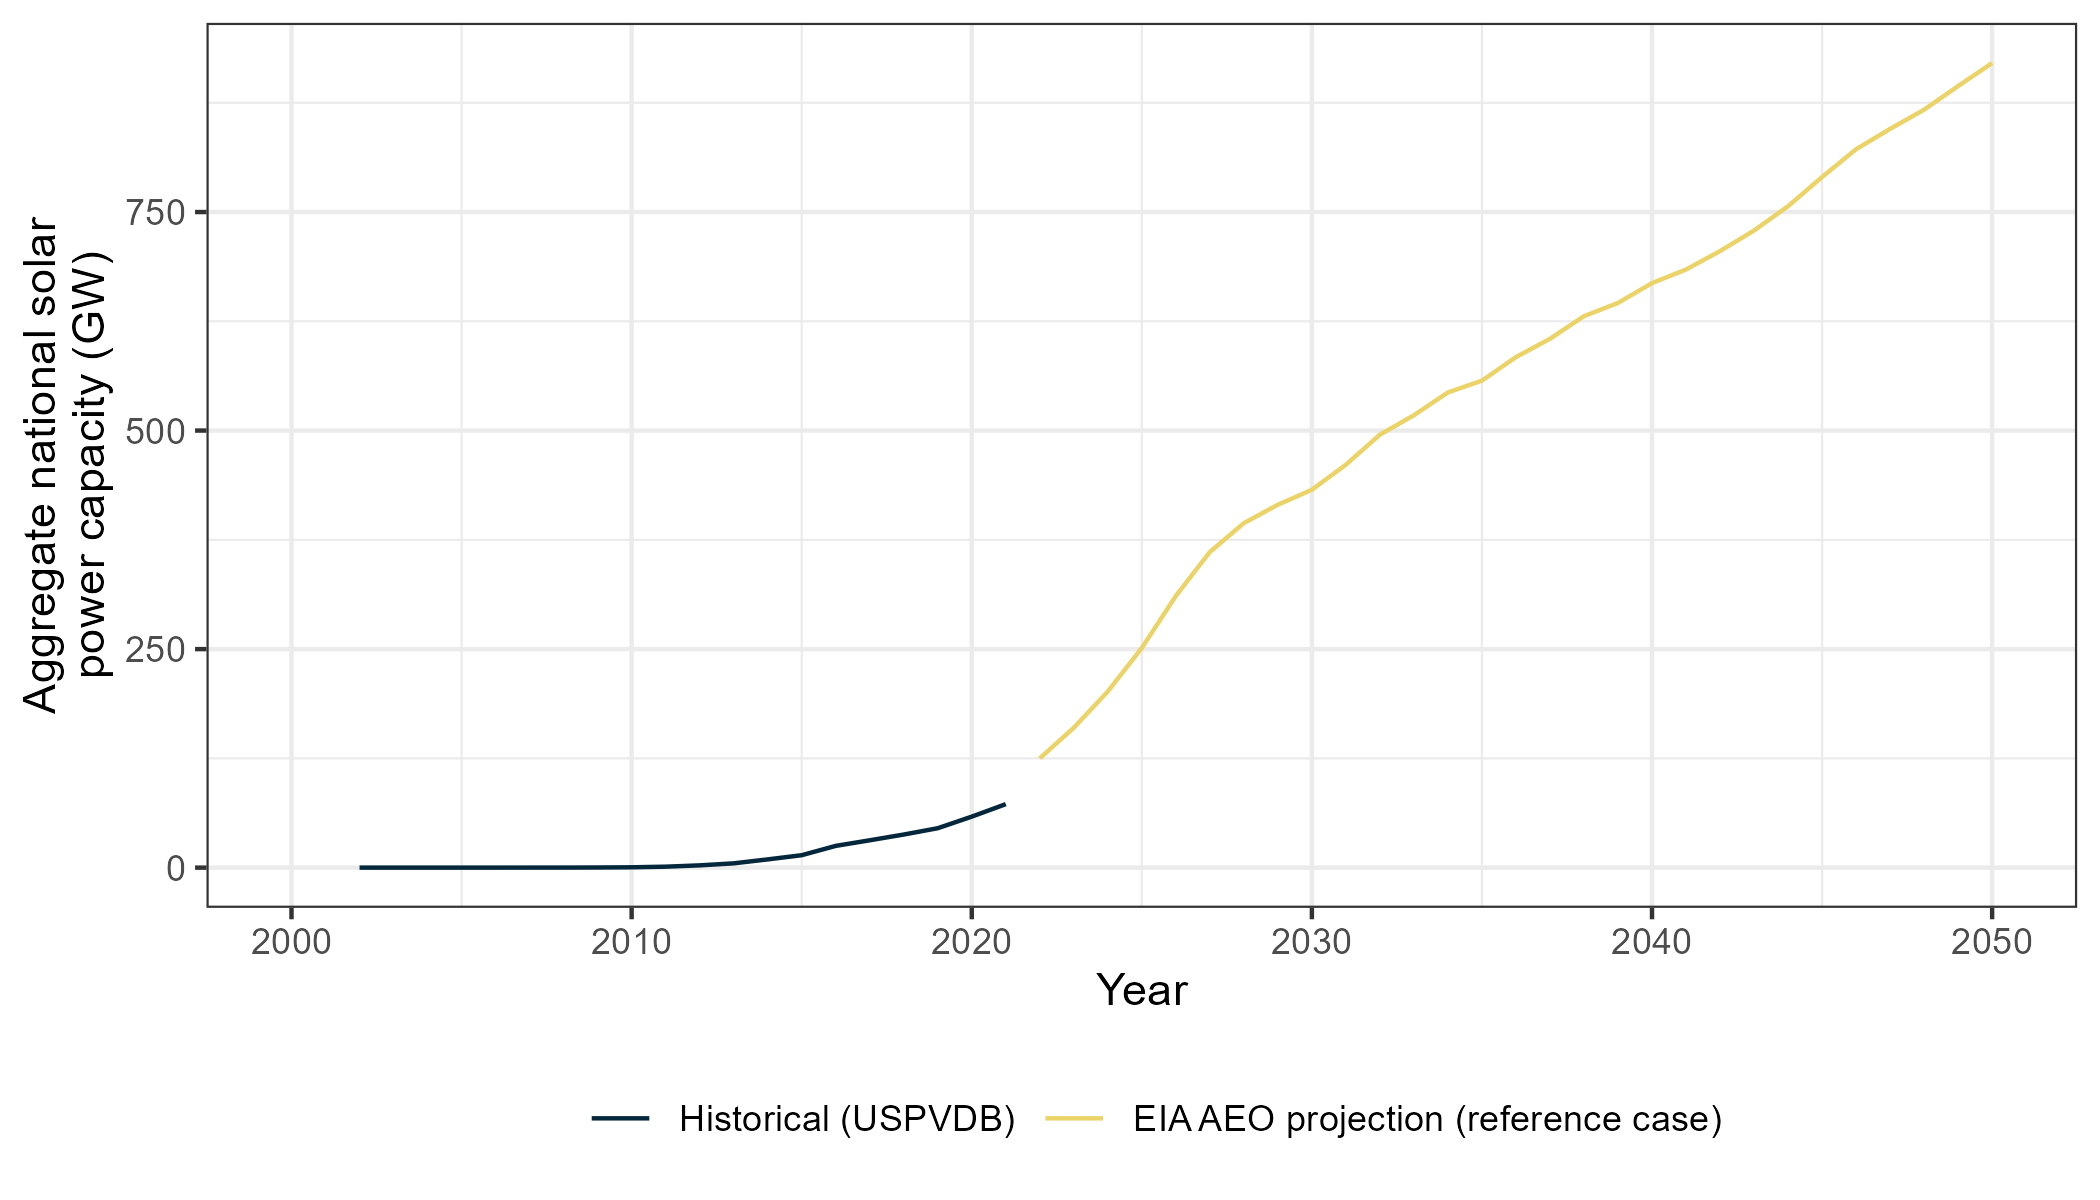 Aggregate national solar
power capacity (GW)
750
500
250
0
2000 2010 2020 2030 2040 2050
Year
Historical (USPVDB) EIA AEO projection (reference case)